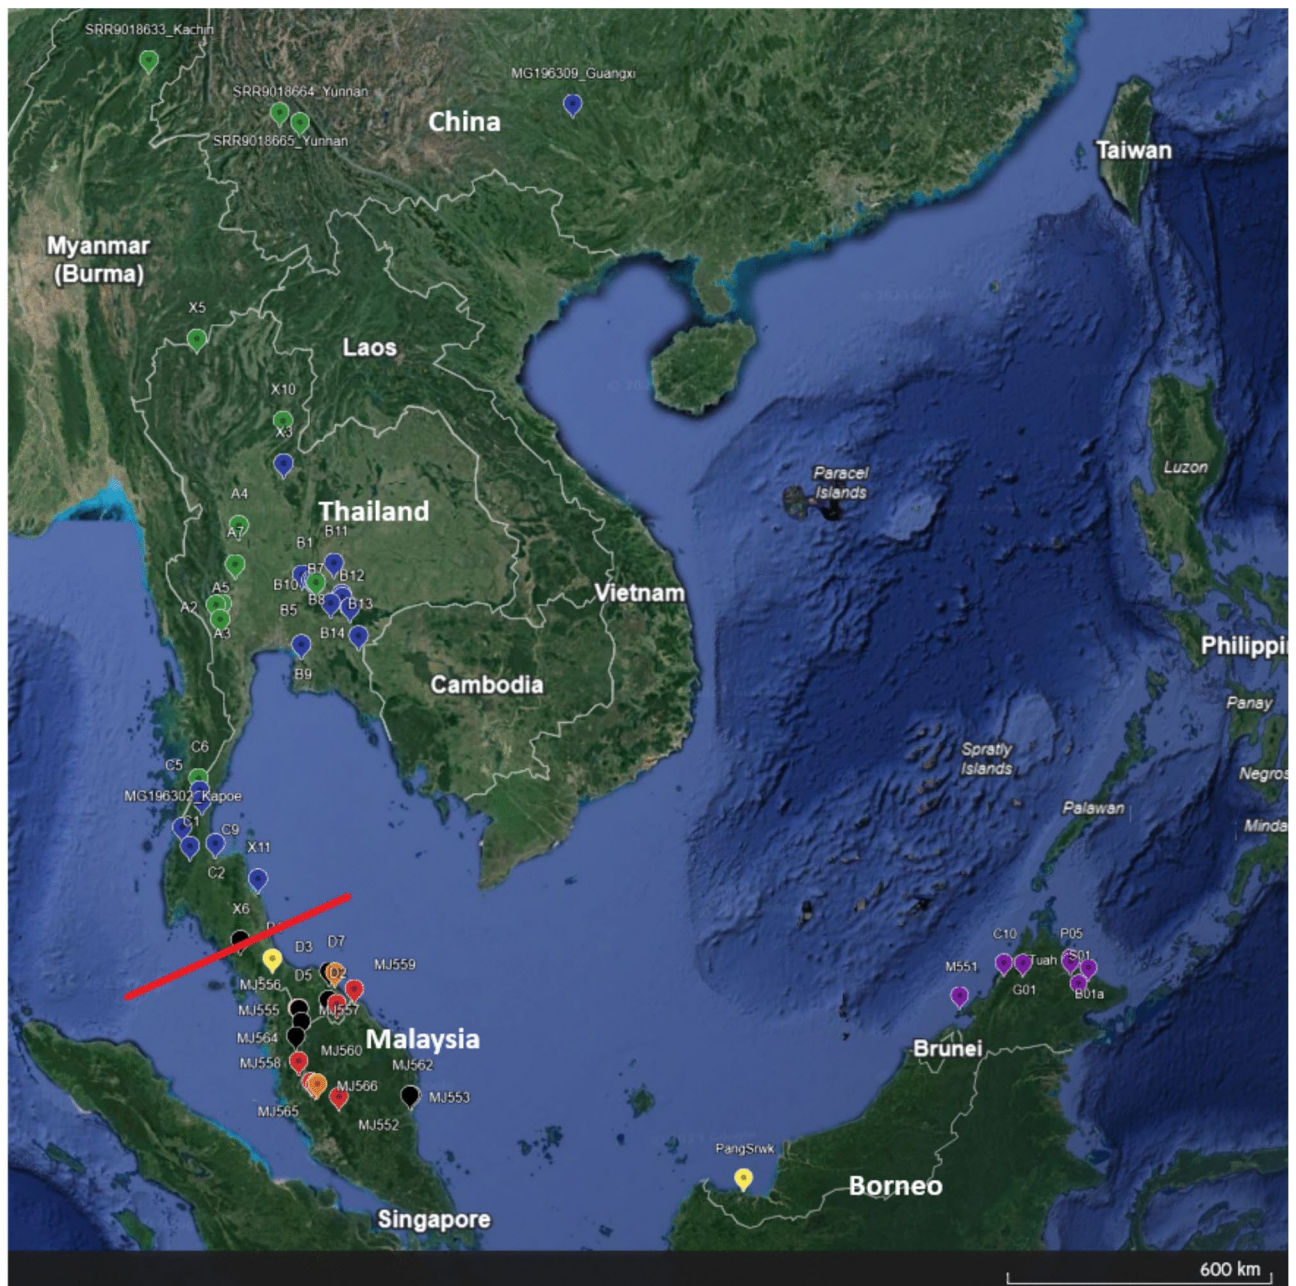 SRR9018633_Kachin
MG196309_Guangxi
SRR9018664_Yunnan
China
SRR9018665_Yunnan
Taiwan
Myanmar
(Burma)
X5
Laos
X10
X3
Luzon
Paracel
Islands
A4
Thailand
A7
B11
B1
B7
B12
B10
A5
Vietnam
A2
B8
B5
B13
A3
B14
Philippi
B9
Cambodia
Panay
C6
Spratly
Islands
C5
Negros
MG196302_Kapoe
Palawan
C1
C9
Minda
X11
C2
X6
D3
D7
C10
P05
D5
D2
MJ559
M551
Tuah
S01
MJ556
G01
B01a
MJ555
MJ557
MJ564
Malaysia
MJ560
Brunei
MJ558
MJ562
MJ566
MJ553
MJ565
MJ552
PangSrwk
Borneo
Singapore
600 km